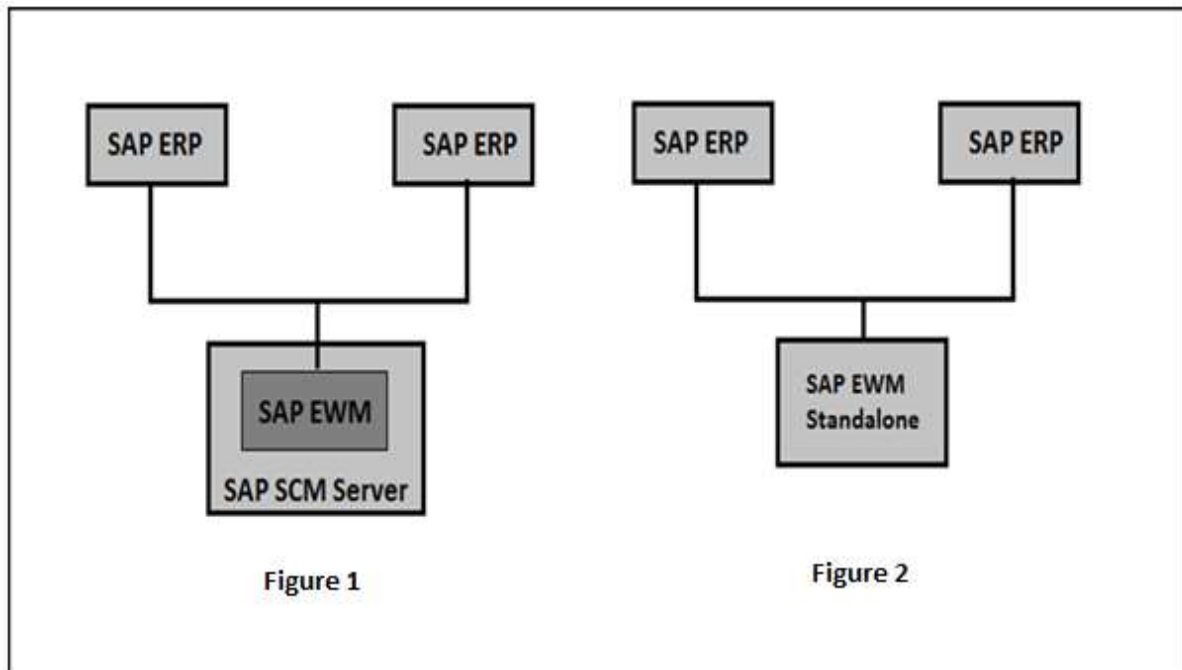 SAP ERP
SAP ERP
SAP EWM
SAP SCM Server
Figure 1
SAP ERP
SAP ERP
SAP EWM
Standalone
Figure 2